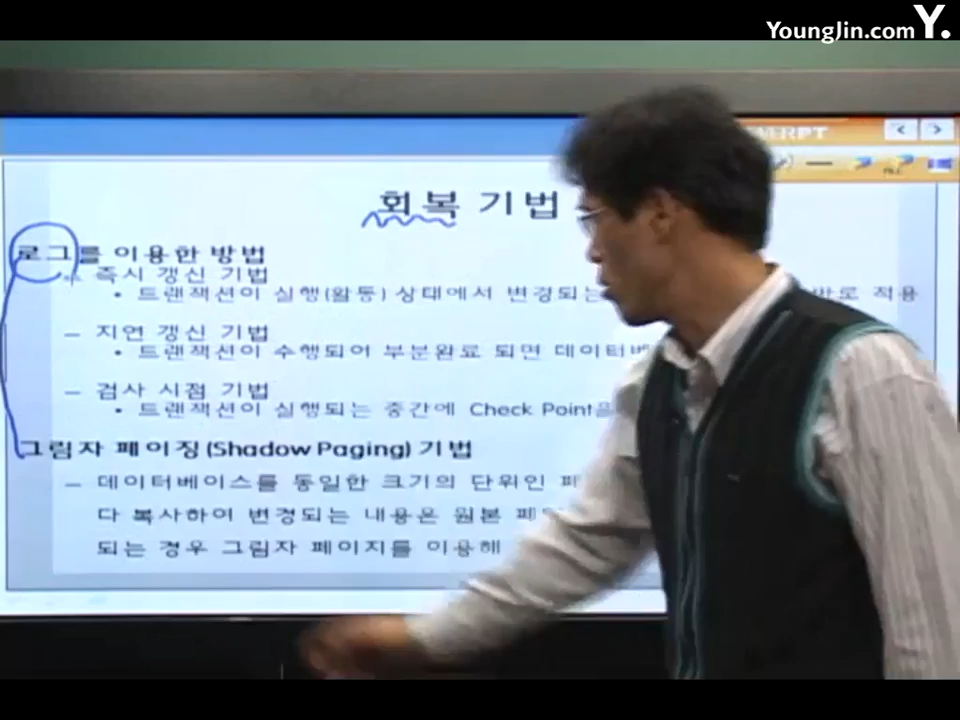 YoungJin.com Y.
회복 기법
로그를 이용한 방법
– 즉시 갱신 기법
• 트랜잭션이 실행(활동) 상태에서 변경되는 바로 적용
– 지연 갱신 기법
• 트랜잭션이 수행되어 부분완료 되면
– 검사 시점 기법
• 트랜잭션이 실행되는 중간에 Check Point을
그림자 페이징(Shadow Paging) 기법
– 데이터베이스를 동일한 크기의 단위인
다 복사하여 변경되는 내용은 원본
되는 경우 그림자 페이지를 이용해